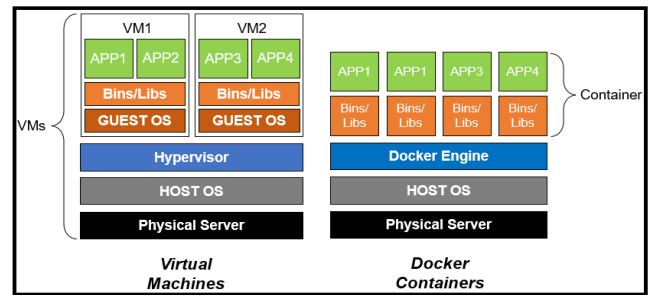 VM1
VM2
APP1
APP2
APP3
APP4
Bins/Libs
Bins/Libs
GUEST OS
GUEST OS
VMs
Hypervisor
HOST OS
Physical Server
Virtual
Machines
APP1
APP1
APP3
APP4
Bins/
Libs
Bins/
Libs
Bins/
Libs
Bins/
Libs
Container
Docker Engine
HOST OS
Physical Server
Docker
Containers